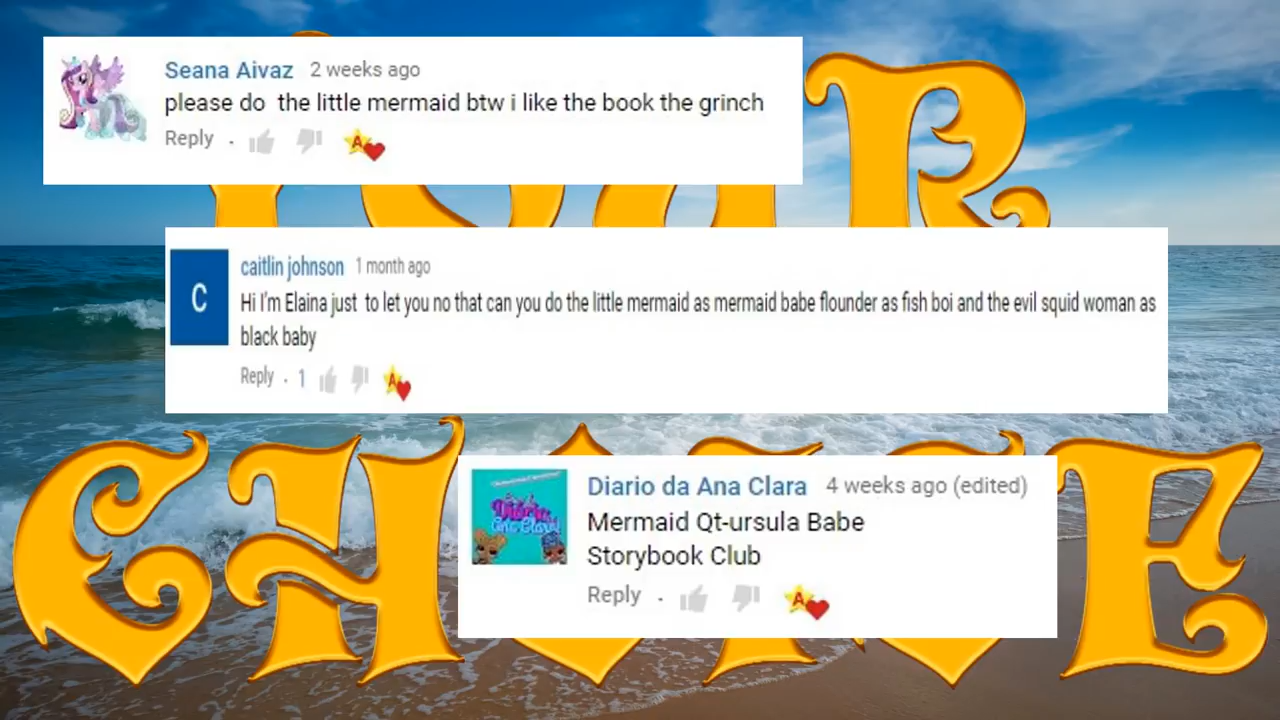 YOUR
Seana Aivaz 2 weeks ago
please do the little mermaid btw i like the book the grinch
Reply
A
caitlin johnson 1 month ago
Hi I'm Elaina just to let you no that can you do the little mermaid as mermaid babe flounder as fish boi and the evil squid woman as
black baby
C
Reply · 1
A
CHOICE
Diario da Ana Clara 4 weeks ago (edited)
Mermaid Qt-ursula Babe
Storybook Club
Reply
A